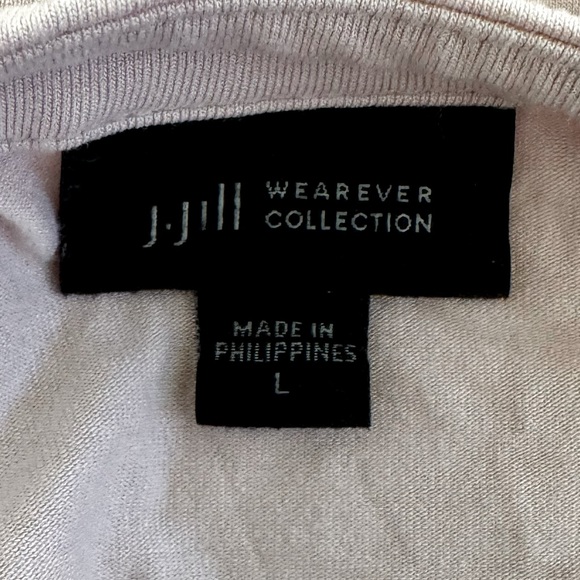 J.Jill
WEAREVER
COLLECTION
MADE IN
PHILIPPINES
L